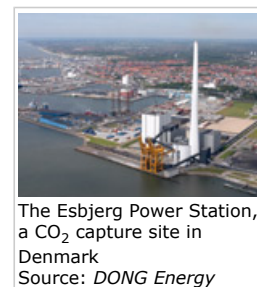 The Esbjerg Power Station,
a CO₂ capture site in
Denmark
Source: DONG Energy